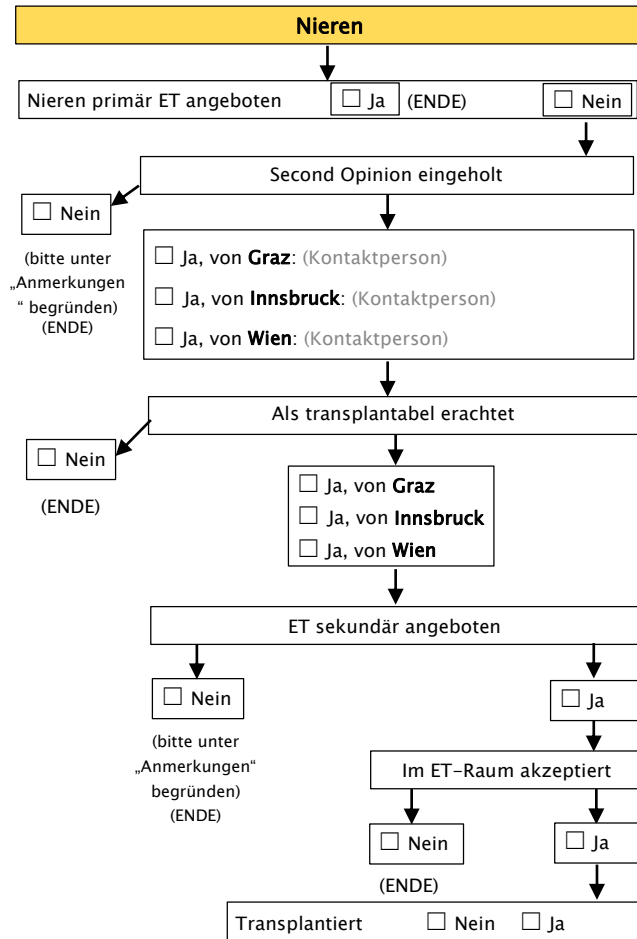 Nieren
Nieren primär ET angeboten ☐ Ja (ENDE) ☐ Nein
Second Opinion eingeholt
☐ Nein
(bitte unter
„Anmerkungen
“ begründen)
(ENDE)
☐ Ja, von Graz: (Kontaktperson)
☐ Ja, von Innsbruck: (Kontaktperson)
☐ Ja, von Wien: (Kontaktperson)
Als transplantabel erachtet
☐ Nein
(ENDE)
☐ Ja, von Graz
☐ Ja, von Innsbruck
☐ Ja, von Wien
ET sekundär angeboten
☐ Nein
(bitte unter
„Anmerkungen“
begründen)
(ENDE)
☐ Ja
Im ET-Raum akzeptiert
☐ Nein
(ENDE)
☐ Ja
Transplantiert ☐ Nein ☐ Ja